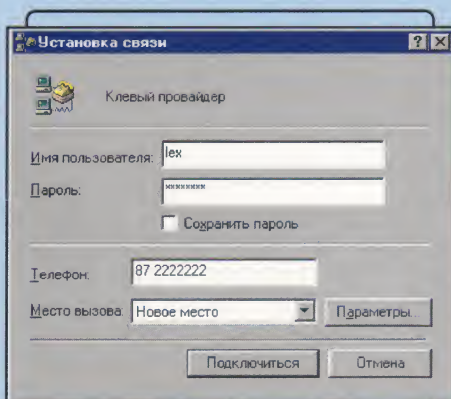 Установка связи
Клевый провайдер
Имя пользователя: lex
Пароль: ********
Сохранить пароль
Телефон: 87 2222222
Место вызова: Новое место Параметры...
Подключиться Отмена